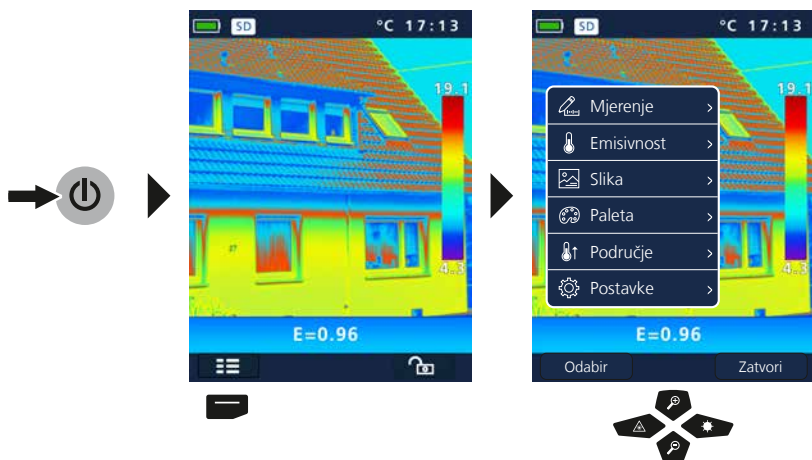 SD °C 17:13
19.1
27
4.3
E=0.96
SD °C 17:13
19.1
Mjerenje
Emisivnost
Slika
Paleta
Područje
Postavke
4.3
E=0.96
Odabir Zatvori